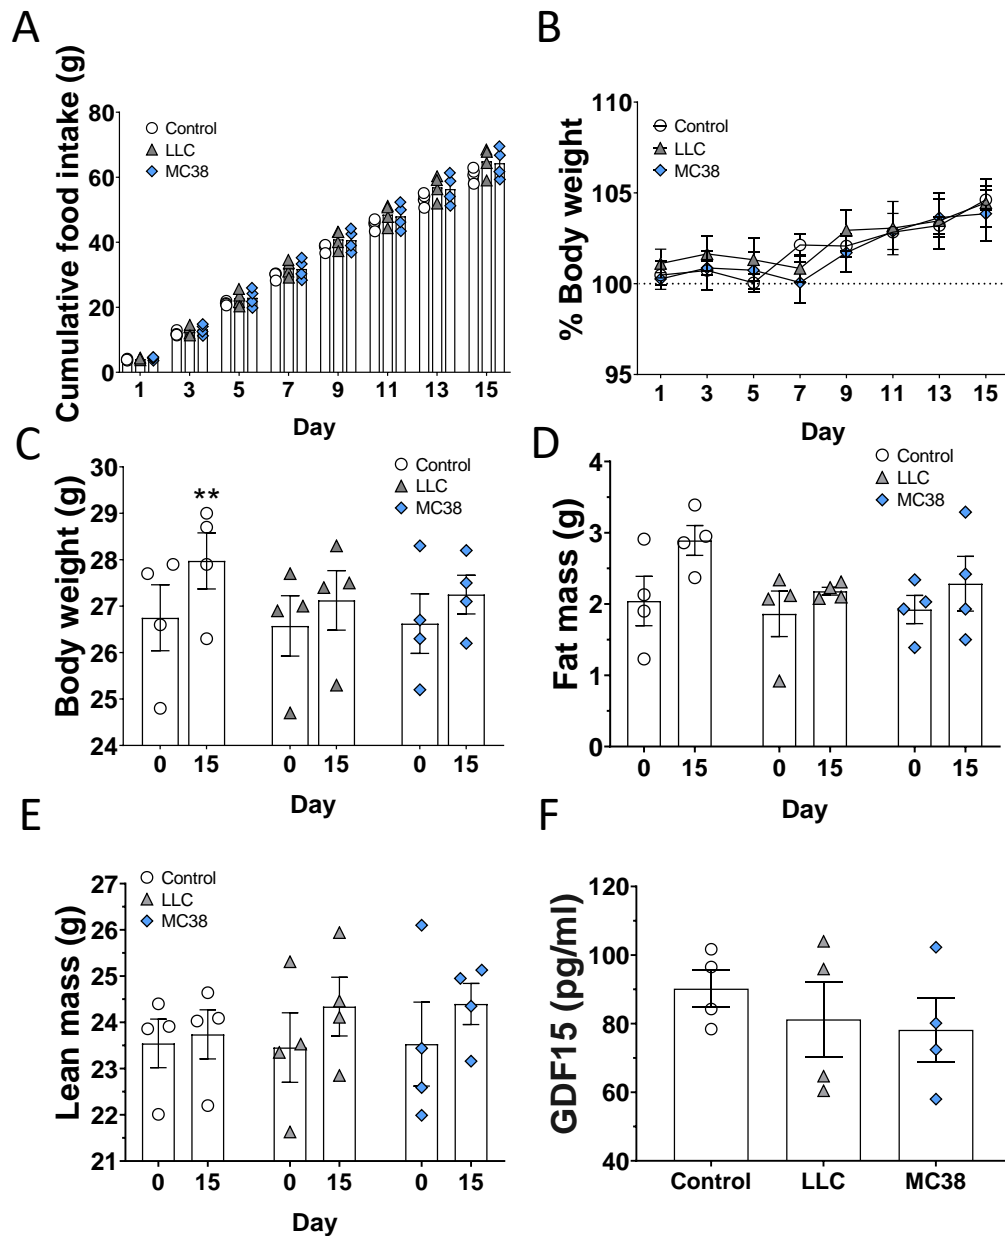 A
Cumulative food intake (g)
80
60
40
20
0
Control
LLC
MC38
1 3 5 7 9 11 13 15
Day
B
% Body weight
110
105
100
95
Control
LLC
MC38
1 3 5 7 9 11 13 15
Day
C
Body weight (g)
30
29
28
27
26
25
24
**
Control
LLC
MC38
0 15 0 15 0 15
Day
D
Fat mass (g)
4
3
2
1
0
Control
LLC
MC38
0 15 0 15 0 15
Day
E
Lean mass (g)
27
26
25
24
23
22
21
Control
LLC
MC38
0 15 0 15 0 15
Day
F
GDF15 (pg/ml)
120
100
80
60
40
Control LLC MC38